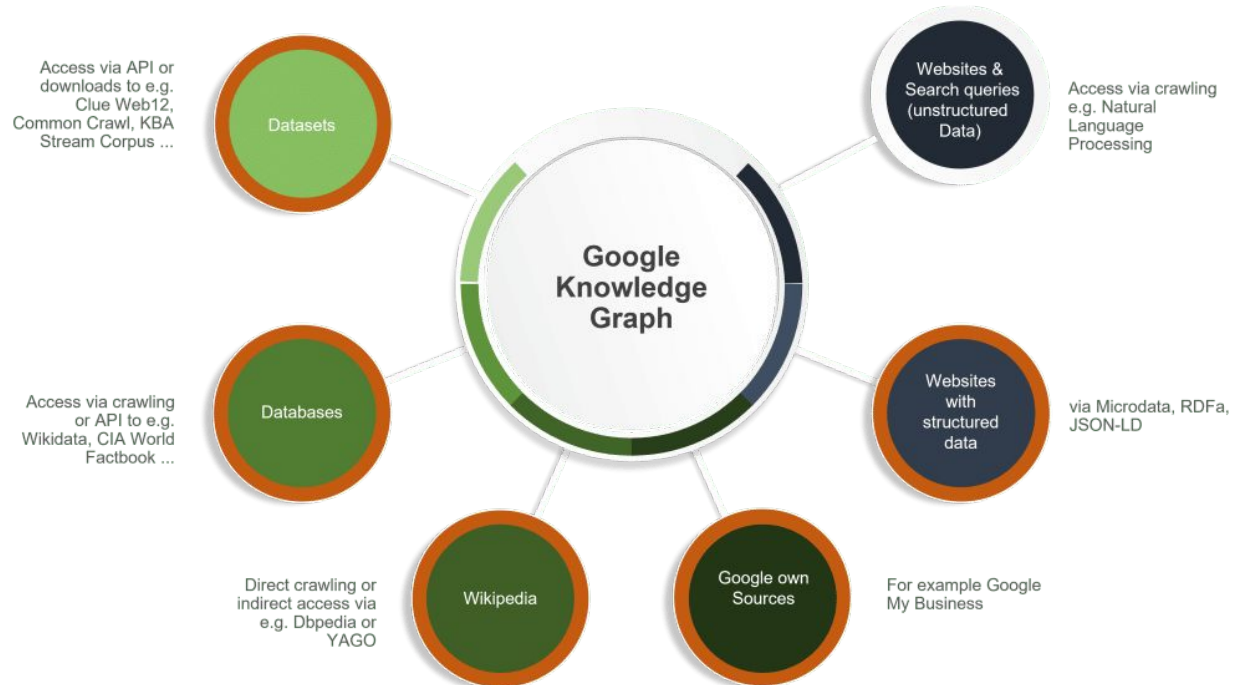 Access via API or
downloads to e.g.
Clue Web12,
Common Crawl, KBA
Stream Corpus ...
Datasets
Websites &
Search queries
(unstructured
Data)
Access via crawling
e.g. Natural
Language
Processing
Google
Knowledge
Graph
Access via crawling
or API to e.g.
Wikidata, CIA World
Factbook ...
Databases
Websites
with
structured
data
via Microdata, RDFa,
JSON-LD
Direct crawling or
indirect access via
e.g. Dbpedia or
YAGO
Wikipedia
Google own
Sources
For example Google
My Business